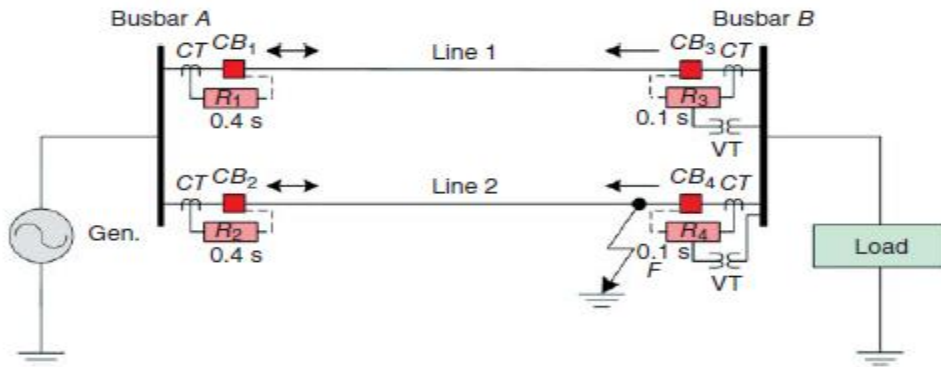 Busbar A
Busbar B
CT CB1
Line 1
CB3 CT
R1
0.4 s
R3
0.1 s
VT
CT CB2
Line 2
CB4 CT
Gen.
R2
0.4 s
F
0.1 s
R4
VT
Load